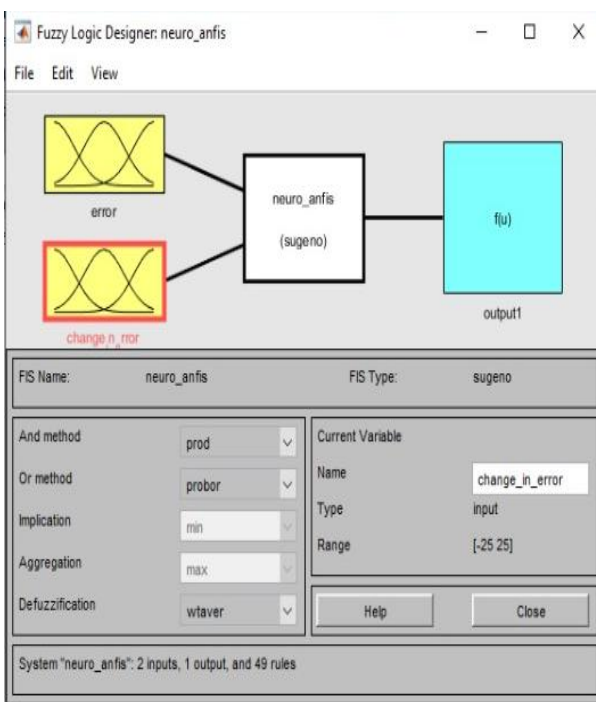 Fuzzy Logic Designer: neuro_anfis
File Edit View
error
neuro_anfis
(sugeno)
f(u)
output1
change_in_error
FIS Name: neuro_anfis FIS Type: sugeno
And method prod
Or method probor
Implication min
Aggregation max
Defuzzification wtaver
Current Variable
Name change_in_error
Type input
Range [-25 25]
Help Close
System "neuro_anfis": 2 inputs, 1 output, and 49 rules